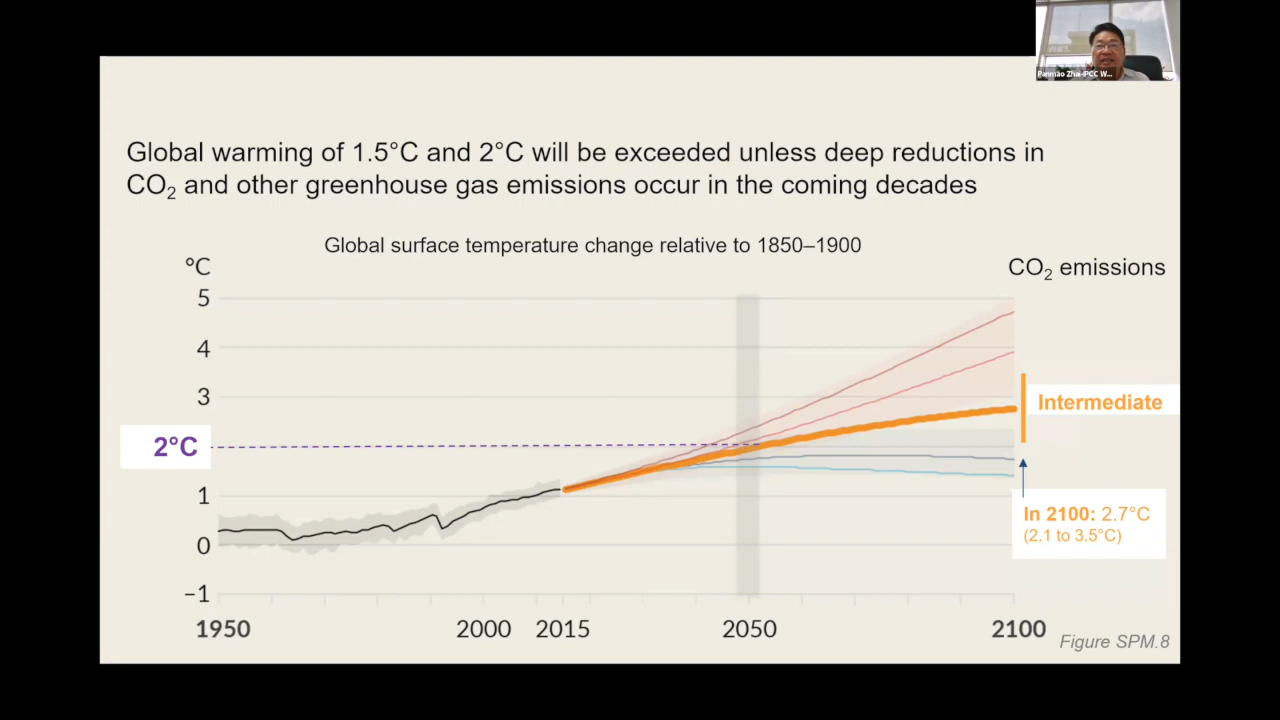 Panmao Zhai-IPCC W...
Global warming of 1.5°C and 2°C will be exceeded unless deep reductions in
CO₂ and other greenhouse gas emissions occur in the coming decades
Global surface temperature change relative to 1850–1900
°C
CO₂ emissions
5
4
3
Intermediate
2°C
1
In 2100: 2.7°C
(2.1 to 3.5°C)
0
−1
1950 2000 2015 2050 2100
Figure SPM.8